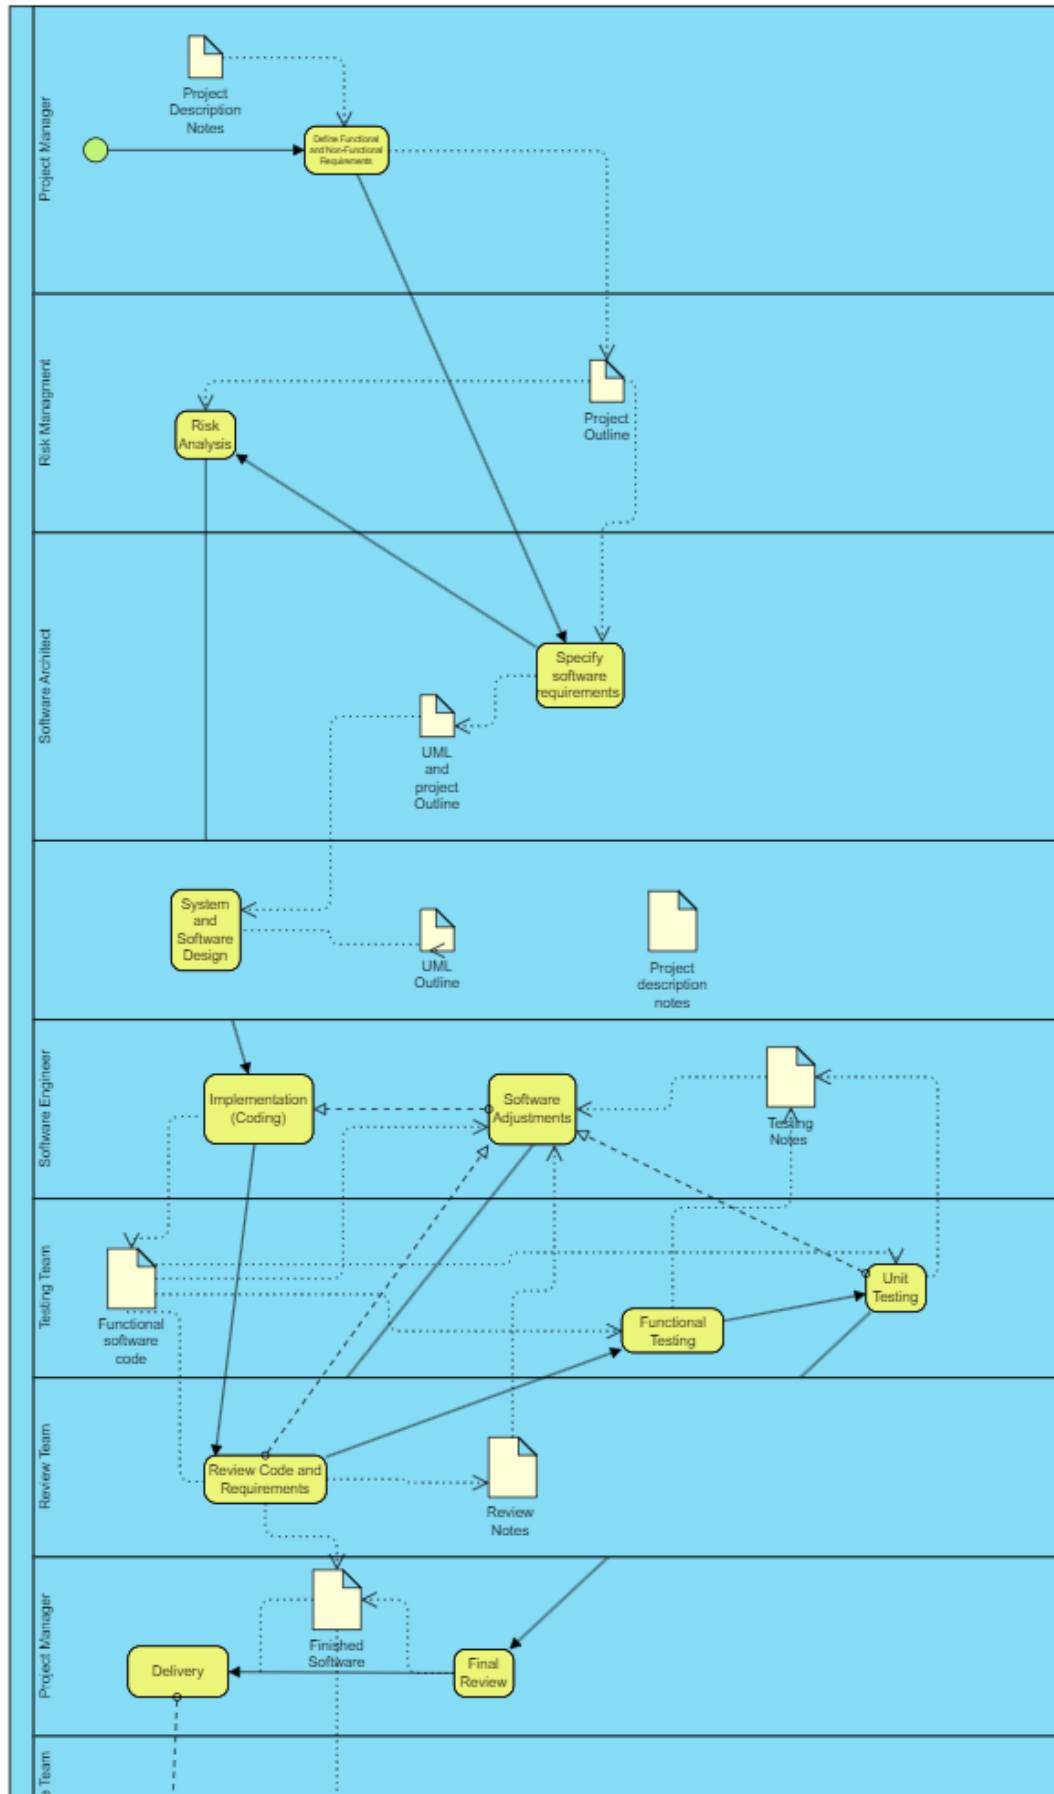 Project Manager
Project
Description
Notes
Define Functional
and Non-Functional
Requirements
Risk Managment
Risk
Analysis
Project
Outline
Software Architect
Specify
software
requirements
UML
and
project
Outline
System
and
Software
Design
UML
Outline
Project
description
notes
Software Engineer
Implementation
(Coding)
Software
Adjustments
Testing
Notes
Testing Team
Functional
software
code
Functional
Testing
Unit
Testing
Review Team
Review Code and
Requirements
Review
Notes
Project Manager
Finished
Software
Delivery
Final
Review
e Team